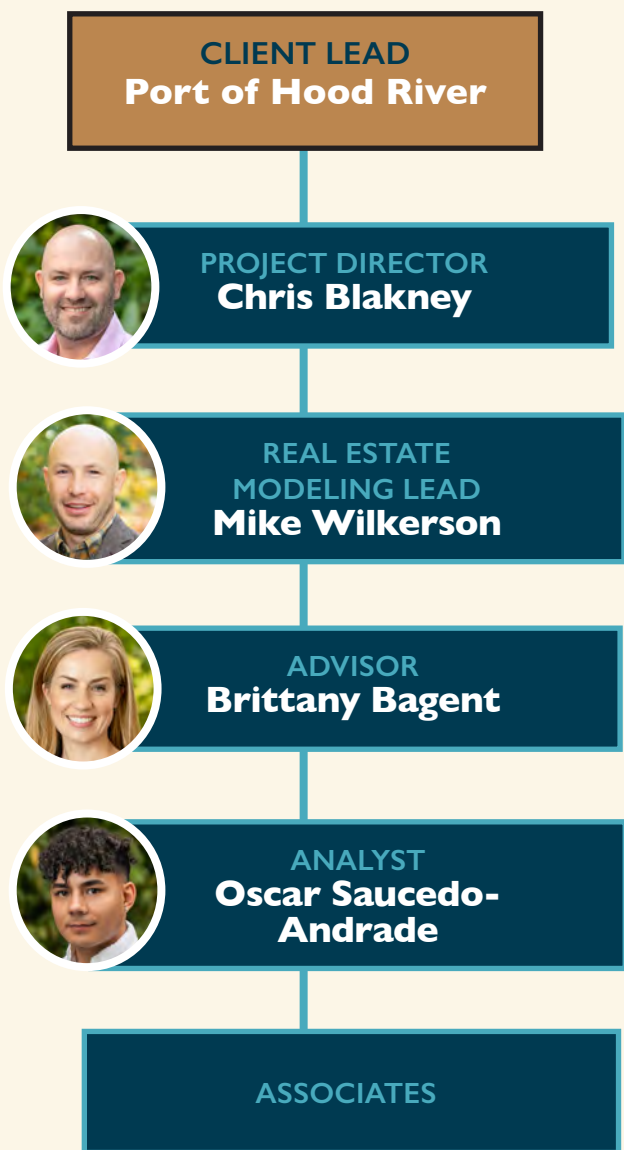 CLIENT LEAD
Port of Hood River
PROJECT DIRECTOR
Chris Blakney
REAL ESTATE
MODELING LEAD
Mike Wilkerson
ADVISOR
Brittany Bagent
ANALYST
Oscar Saucedo-
Andrade
ASSOCIATES